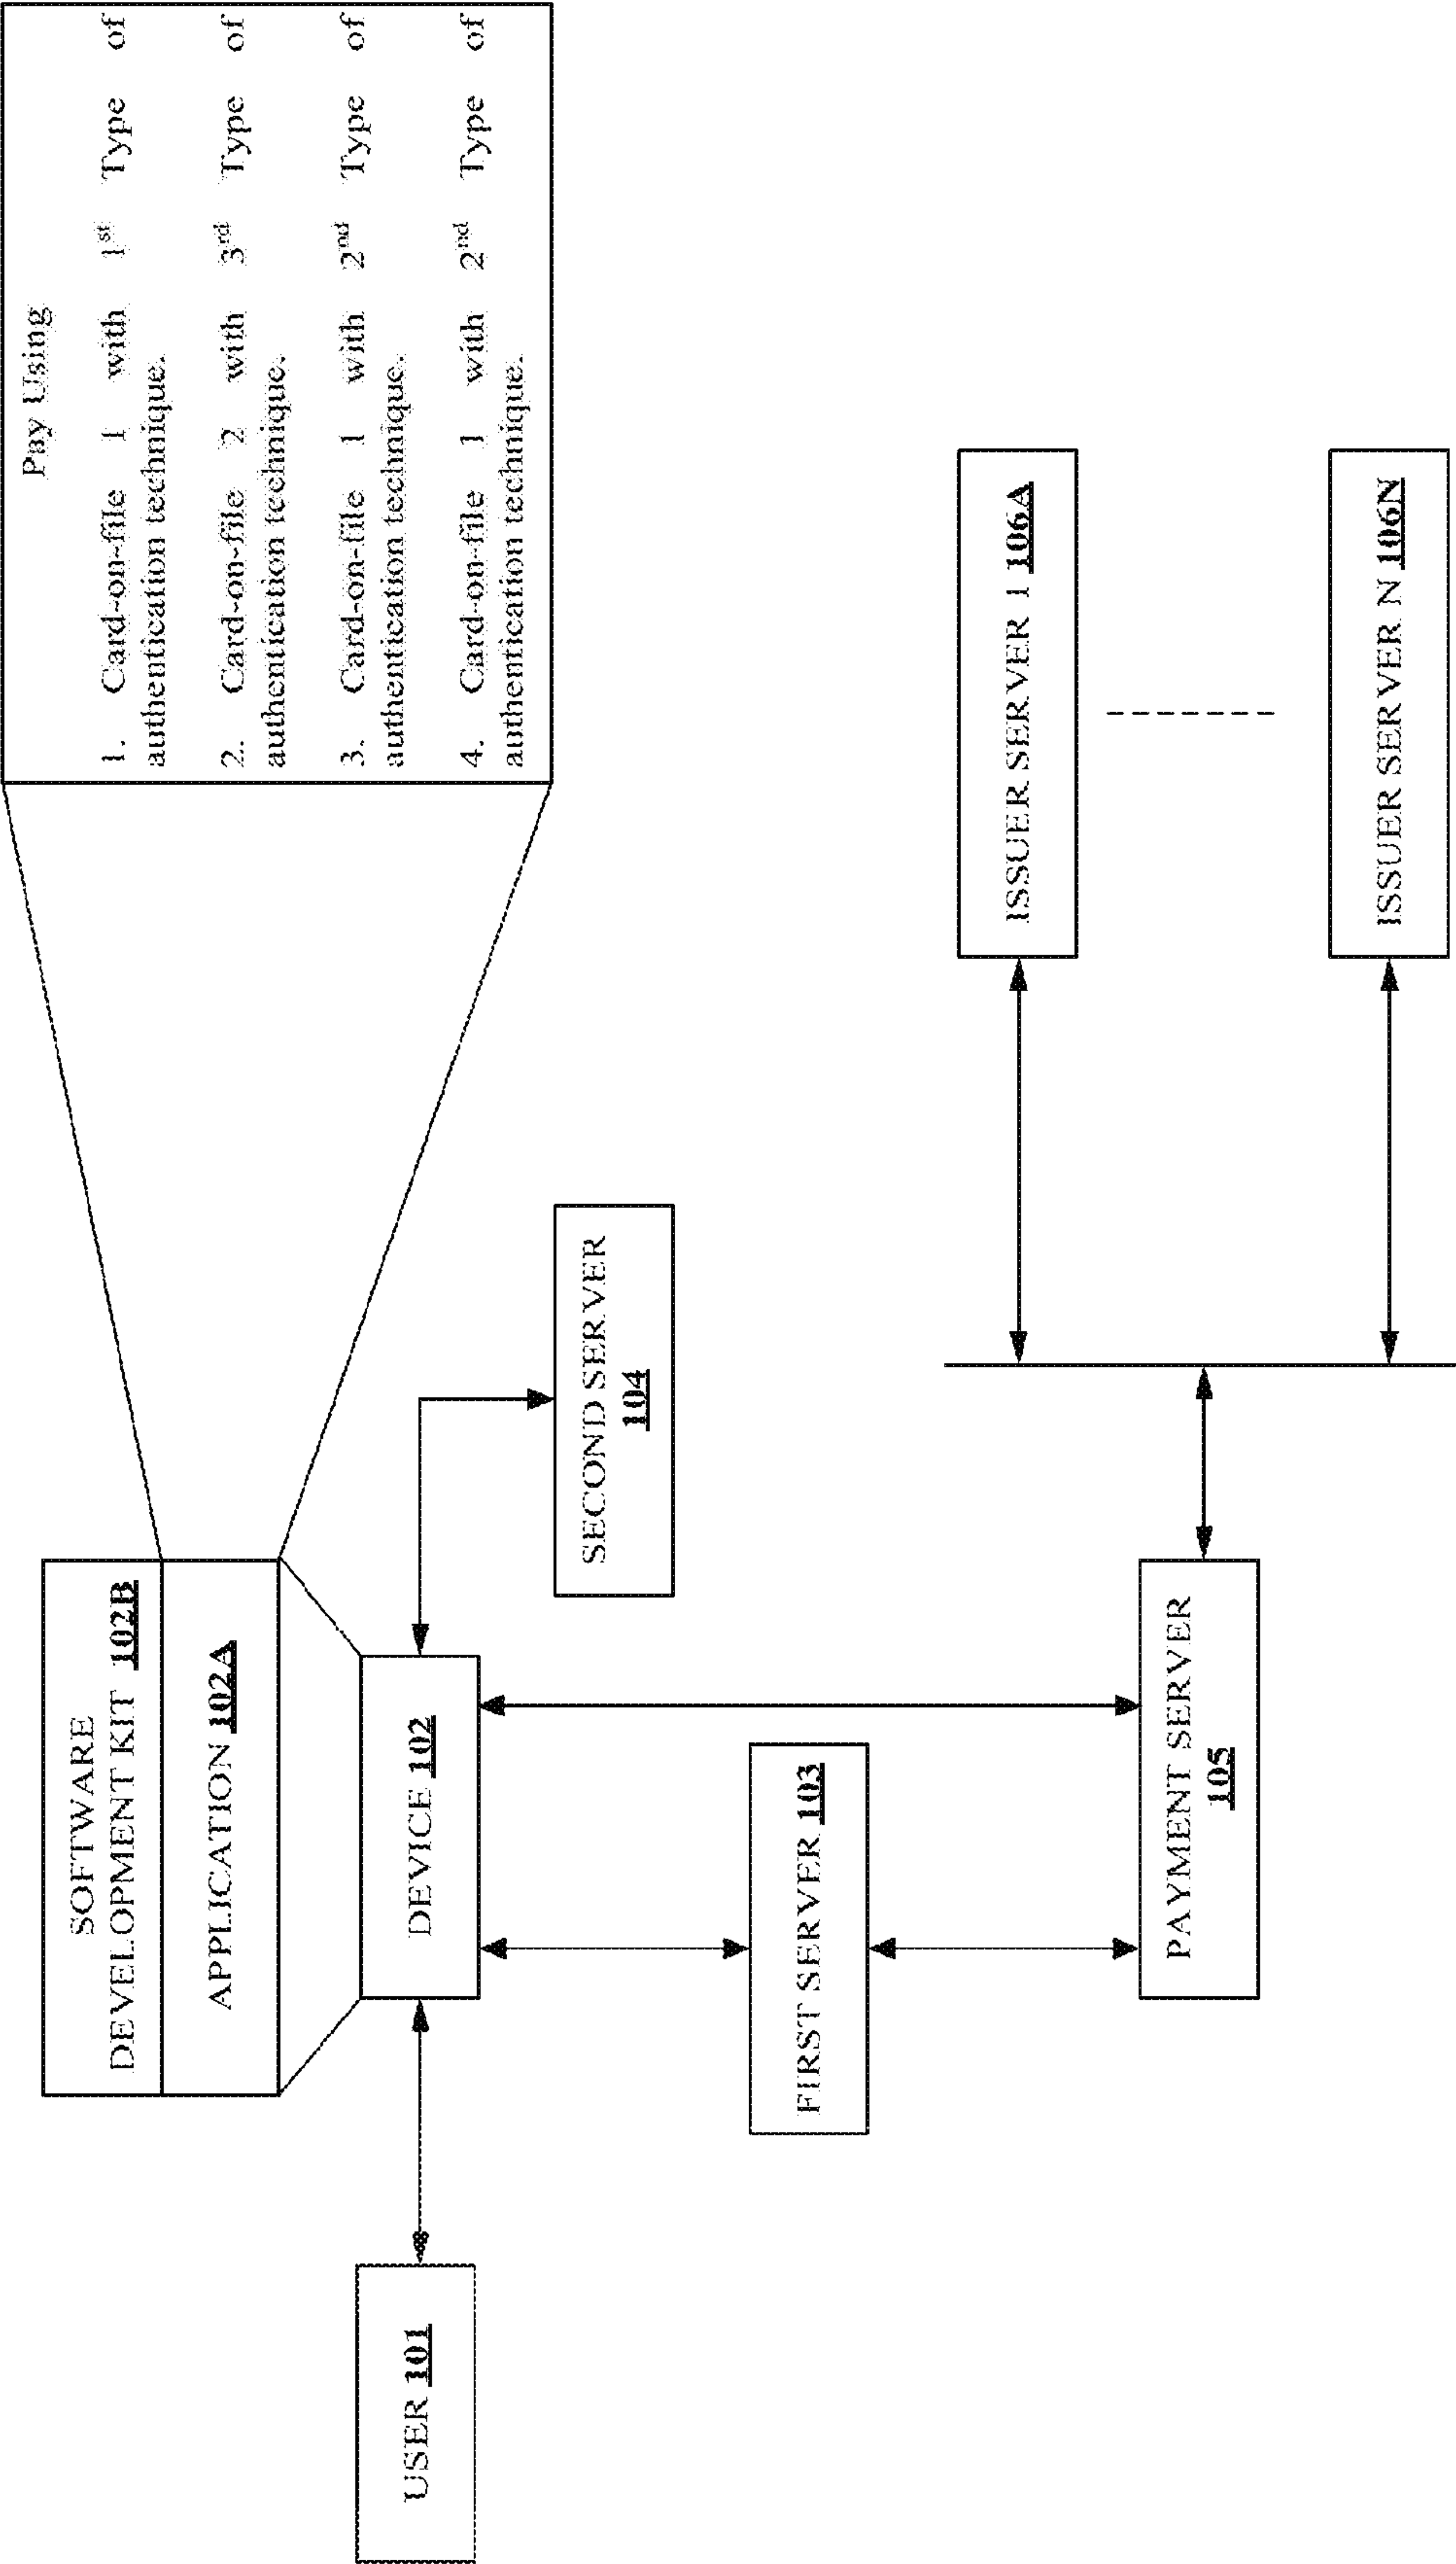 Pay Using
1. Card-on-file 1 with 1st Type of
authentication technique.
2. Card-on-file 2 with 3rd Type of
authentication technique.
3. Card-on-file 1 with 2nd Type of
authentication technique.
4. Card-on-file 1 with 2nd Type of
authentication technique.
SOFTWARE
DEVELOPMENT KIT 102B
APPLICATION 102A
USER 101
DEVICE 102
SECOND SERVER
104
FIRST SERVER 103
PAYMENT SERVER
105
ISSUER SERVER 1 106A
ISSUER SERVER N 106N